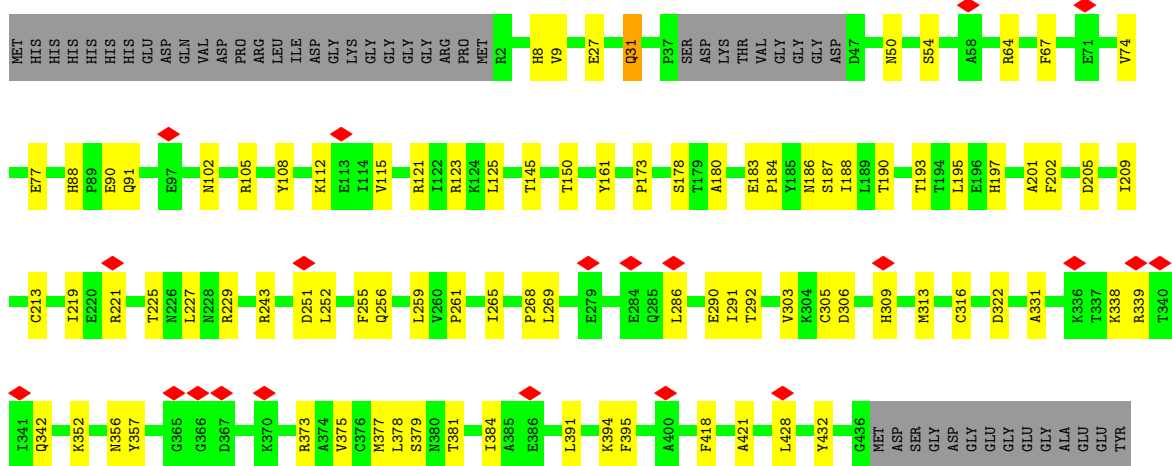 MET HIS HIS HIS HIS HIS HIS GLU ASP GLN VAL ASP PRO ARG LEU ILE ASP GLY LYS GLY GLY GLY GLY ARG PRO MET R2 H8 V9 E27 Q31 P37 SER ASP LYS THR VAL GLY GLY GLY ASP D47 N50 S54 A58 R64 F67 E71 V74
E77 H88 P89 E90 Q91 E97 N102 R105 Y108 K112 E113 I114 V115 R121 I122 R123 K124 L125 T145 T150 Y161 P173 S178 T179 A180 E183 P184 Y185 N186 S187 I188 L189 T190 T193 T194 L195 E196 H197 A201 F202 D205 I209
C213 I219 E220 R221 T225 N226 L227 N228 R229 R243 D251 L252 F255 Q256 L259 V260 P261 I265 P268 L269 E279 E284 Q285 L286 E290 I291 T292 V303 K304 C305 D306 H309 M313 C316 D322 A331 K336 T337 K338 R339 T340
I341 Q342 K352 N356 Y357 G365 G366 D367 K370 R373 A374 V375 C376 M377 L378 S379 N380 T381 I384 A385 E386 L391 K394 F395 A400 F418 A421 L428 Y432 G436 MET ASP SER GLY ASP GLY GLU GLY GLU GLY ALA GLU GLU TYR